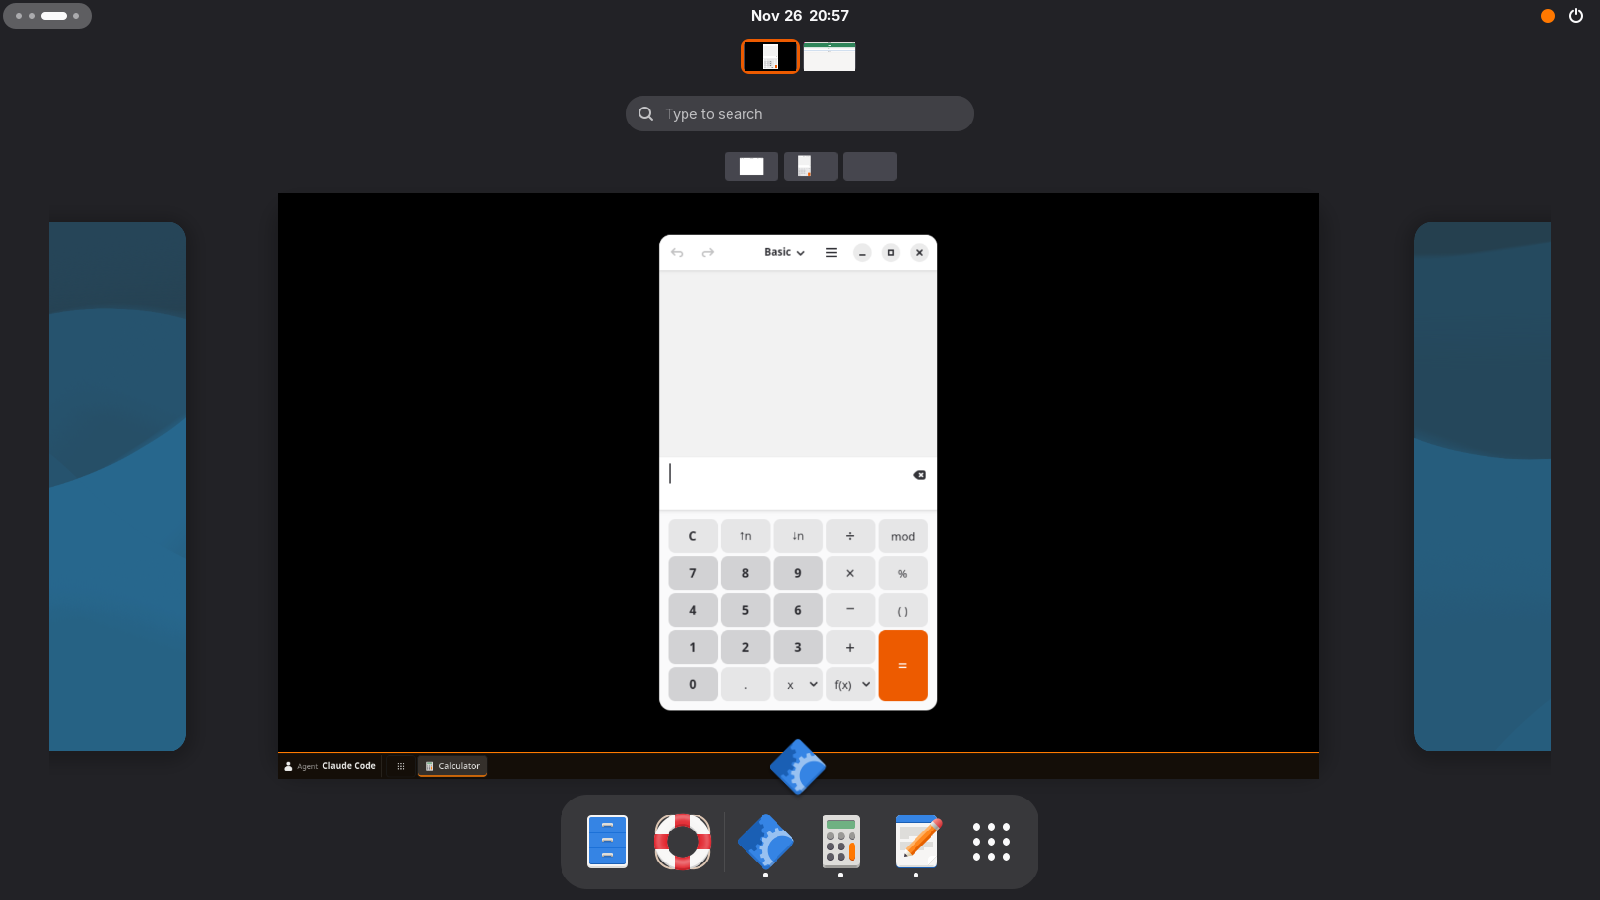 Nov 26 20:57
Type to search
Basic
C ↑n ↓n ÷ mod
7 8 9 × %
4 5 6 − ( )
1 2 3 +
=
0 . x f(x)
Agent Claude Code
Calculator